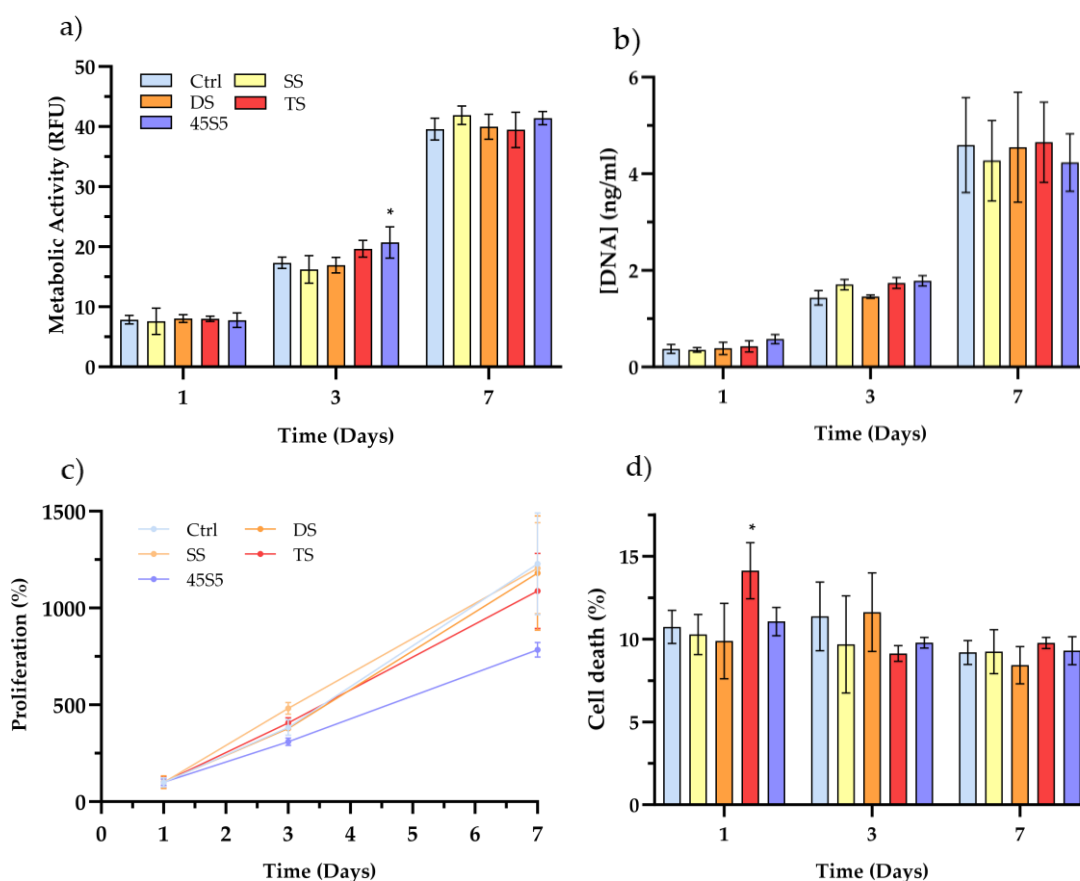 a)
50
40
30
20
10
0
Metabolic Activity (RFU)
Ctrl SS
DS TS
45S5
*
1 3 7
Time (Days)
b)
6
4
2
0
[DNA] (ng/ml)
1 3 7
Time (Days)
c)
1500
1000
500
0
Proliferation (%)
Ctrl DS
SS TS
45S5
0 1 2 3 4 5 6 7
Time (Days)
d)
15
10
5
0
Cell death (%)
*
1 3 7
Time (Days)